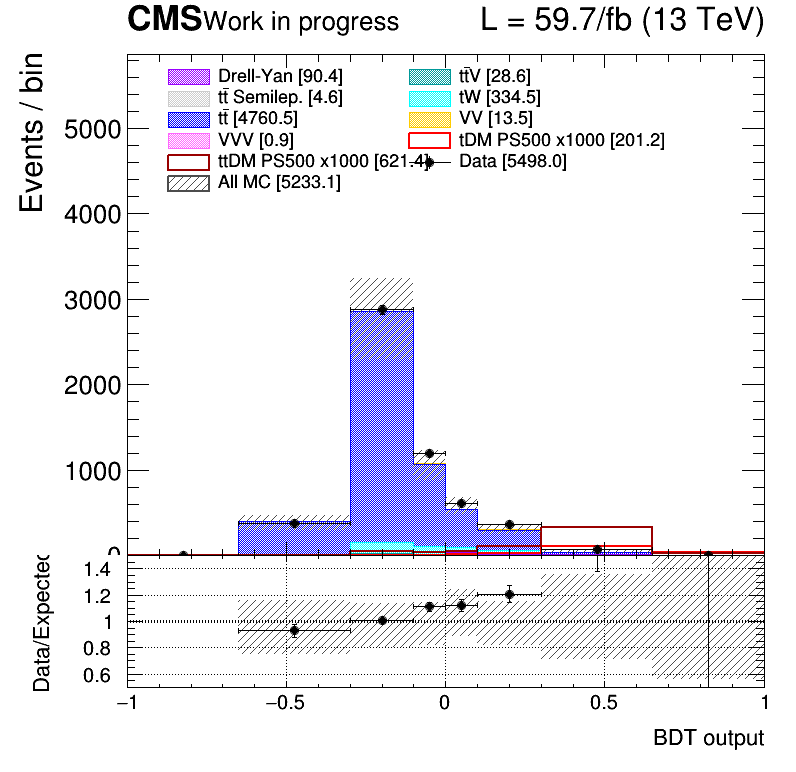 CMS Work in progress L = 59.7/fb (13 TeV)
Events / bin
Drell-Yan [90.4] tt̄V [28.6]
tt̄ Semilep. [4.6] tW [334.5]
tt̄ [4760.5] VV [13.5]
VVV [0.9] tDM PS500 x1000 [201.2]
ttDM PS500 x1000 [621.4] Data [5498.0]
All MC [5233.1]
5000
4000
3000
2000
1000
0
Data/Expected
1.4
1.2
1
0.8
0.6
−1 −0.5 0 0.5 1
BDT output